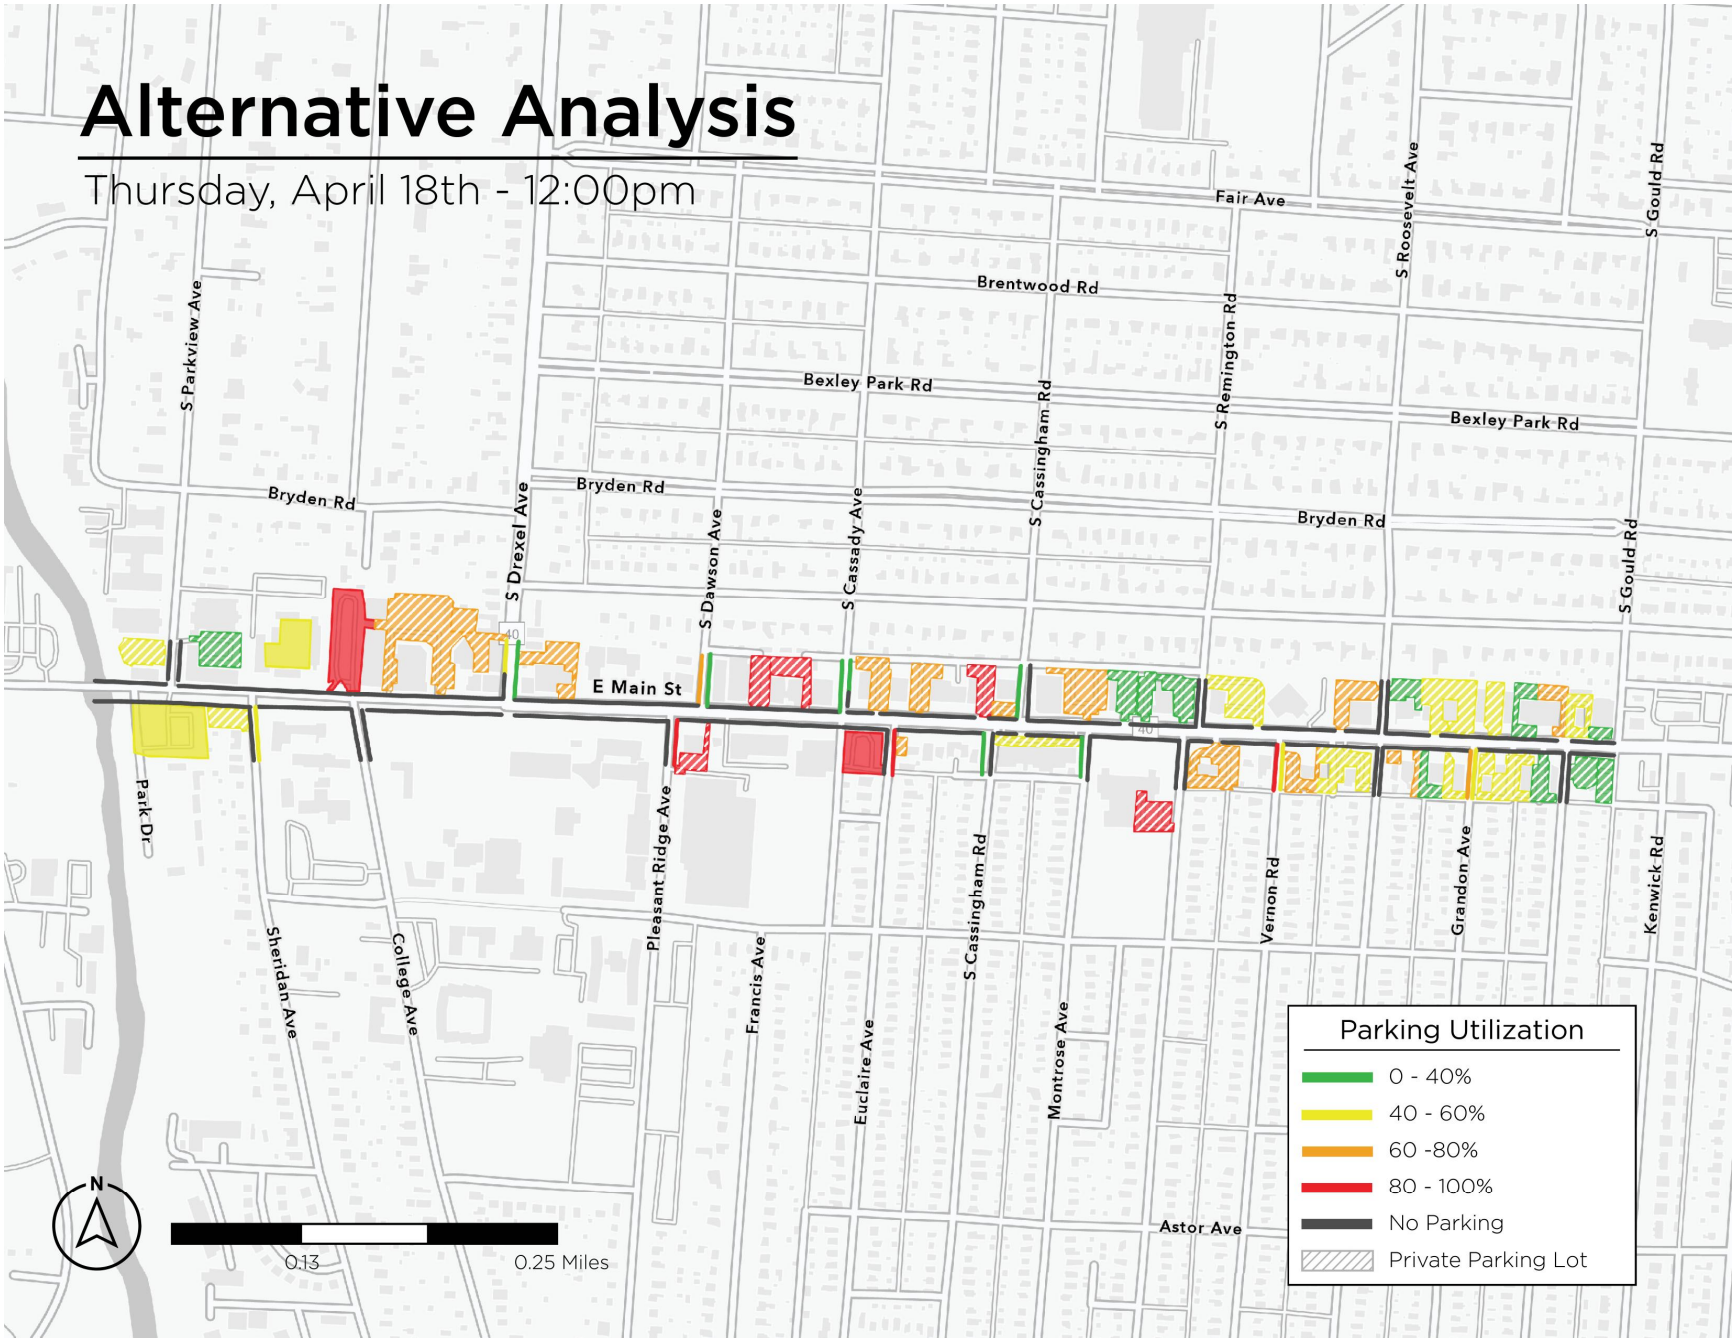 Alternative Analysis
Thursday, April 18th - 12:00pm
Fair Ave
S Roosevelt Ave
S Gould Rd
Brentwood Rd
S Parkview Ave
S Remington Rd
Bexley Park Rd
S Cassingham Rd
Bexley Park Rd
Bryden Rd
Bryden Rd
S Drexel Ave
S Dawson Ave
S Cassady Ave
Bryden Rd
S Gould Rd
40
E Main St
40
Park Dr
Pleasant Ridge Ave
S Cassingham Rd
Vernon Rd
Grandon Ave
Kenwick Rd
Sheridan Ave
College Ave
Francis Ave
Euclaire Ave
Montrose Ave
Astor Ave
Parking Utilization
0 - 40%
40 - 60%
60 -80%
80 - 100%
No Parking
Private Parking Lot
N
0.13
0.25 Miles